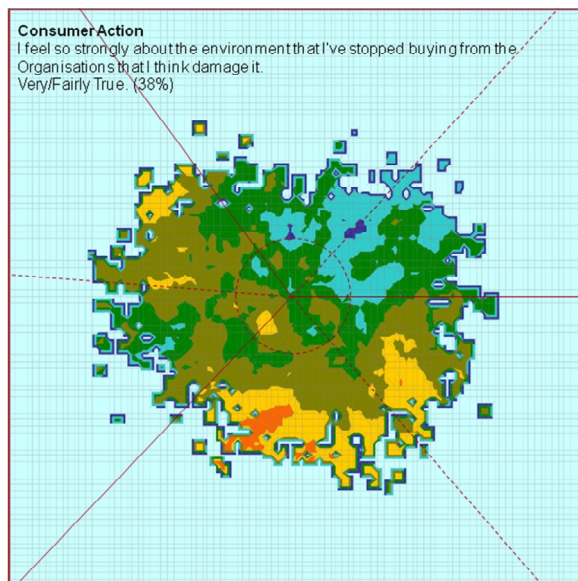 Consumer Action
I feel so strongly about the environment that I've stopped buying from the
Organisations that I think damage it.
Very/Fairly True. (38%)